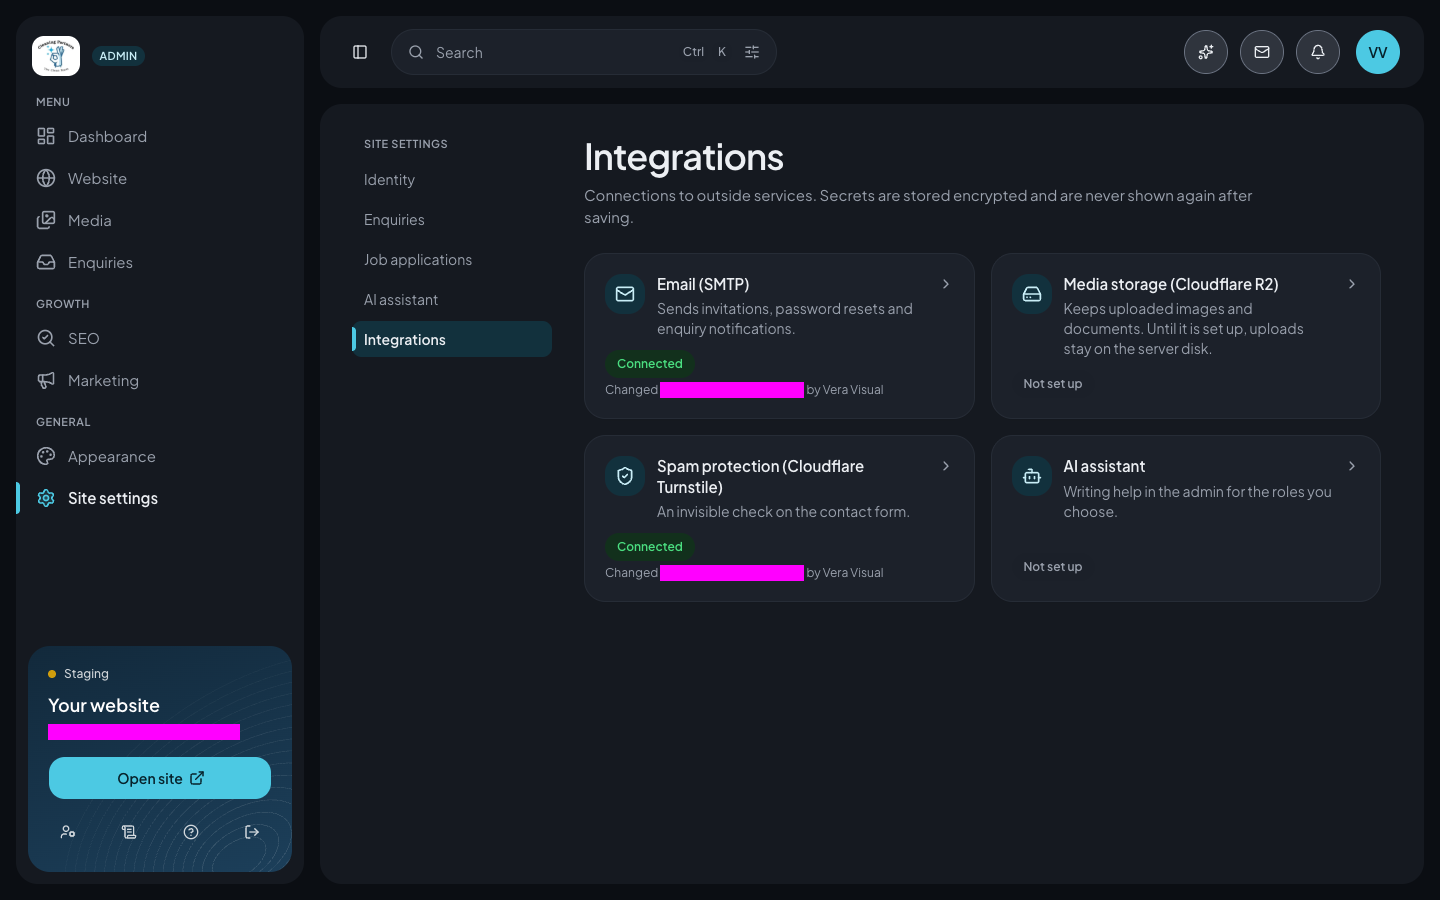 ADMIN
MENU
Dashboard
Website
Media
Enquiries
GROWTH
SEO
Marketing
GENERAL
Appearance
Site settings
Staging
Your website
Open site
Search
Ctrl K
VV
SITE SETTINGS
Identity
Enquiries
Job applications
AI assistant
Integrations
Integrations
Connections to outside services. Secrets are stored encrypted and are never shown again after
saving.
Email (SMTP)
Sends invitations, password resets and
enquiry notifications.
Connected
Changed by Vera Visual
Media storage (Cloudflare R2)
Keeps uploaded images and
documents. Until it is set up, uploads
stay on the server disk.
Not set up
Spam protection (Cloudflare
Turnstile)
An invisible check on the contact form.
Connected
Changed by Vera Visual
AI assistant
Writing help in the admin for the roles you
choose.
Not set up